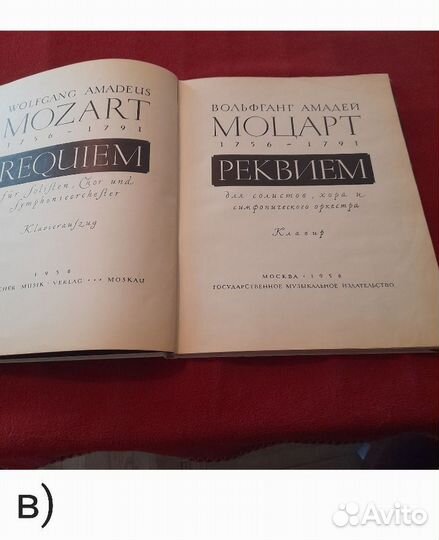 WOLFGANG AMADEUS
MOZART
1756–1791
REQUIEM
für Solisten, Chor und
Symphonieorchester
Klavierauszug
1956
CHER MUSIK · VERLAG ··· MOSKAU
ВОЛЬФГАНГ АМАДЕЙ
МОЦАРТ
1756–1791
РЕКВИЕМ
для солистов, хора и
симфонического оркестра
Клавир
МОСКВА · 1956
ГОСУДАРСТВЕННОЕ МУЗЫКАЛЬНОЕ ИЗДАТЕЛЬСТВО
в)
Avito